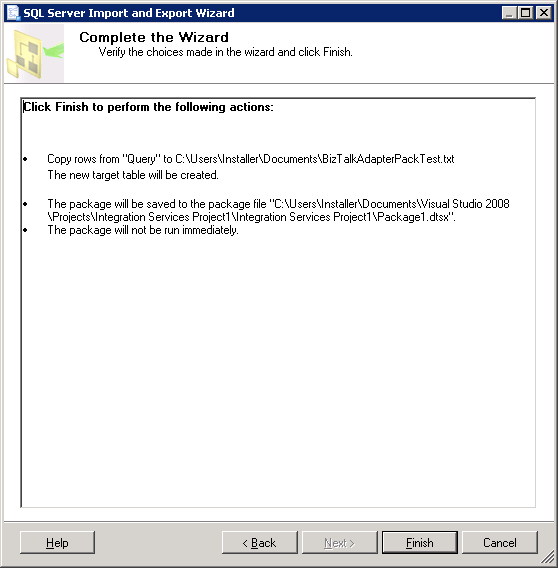 SQL Server Import and Export Wizard
Complete the Wizard
Verify the choices made in the wizard and click Finish.
Click Finish to perform the following actions:
• Copy rows from "Query" to C:\Users\Installer\Documents\BizTalkAdapterPackTest.txt
The new target table will be created.
• The package will be saved to the package file "C:\Users\Installer\Documents\Visual Studio 2008
\Projects\Integration Services Project1\Integration Services Project1\Package1.dtsx".
• The package will not be run immediately.
Help
< Back
Next >
Finish
Cancel